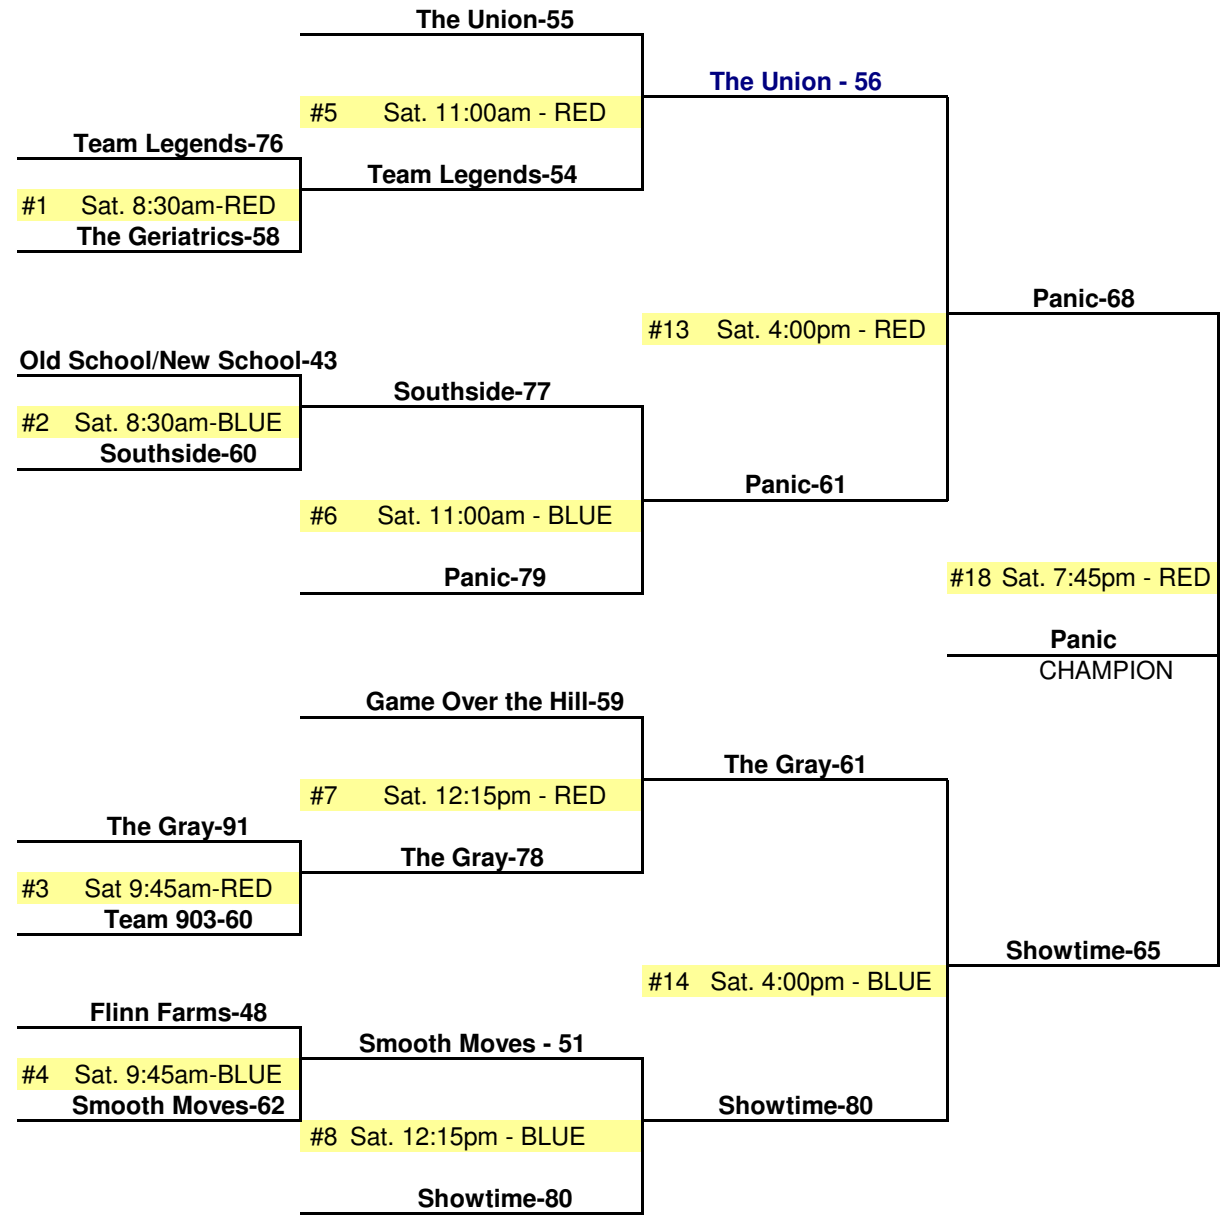 The Union-55
The Union - 56
#5 Sat. 11:00am - RED
Team Legends-76
Team Legends-54
#1 Sat. 8:30am-RED
The Geriatrics-58
Panic-68
#13 Sat. 4:00pm - RED
Old School/New School-43
Southside-77
#2 Sat. 8:30am-BLUE
Southside-60
Panic-61
#6 Sat. 11:00am - BLUE
Panic-79
#18 Sat. 7:45pm - RED
Panic
CHAMPION
Game Over the Hill-59
The Gray-61
#7 Sat. 12:15pm - RED
The Gray-91
The Gray-78
#3 Sat 9:45am-RED
Team 903-60
Showtime-65
#14 Sat. 4:00pm - BLUE
Flinn Farms-48
Smooth Moves - 51
#4 Sat. 9:45am-BLUE
Smooth Moves-62
Showtime-80
#8 Sat. 12:15pm - BLUE
Showtime-80